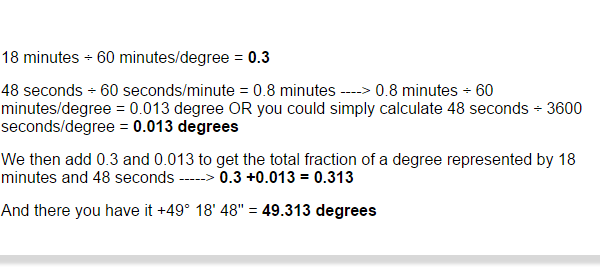 18 minutes ÷ 60 minutes/degree = 0.3
48 seconds ÷ 60 seconds/minute = 0.8 minutes ----> 0.8 minutes ÷ 60
minutes/degree = 0.013 degree OR you could simply calculate 48 seconds ÷ 3600
seconds/degree = 0.013 degrees
We then add 0.3 and 0.013 to get the total fraction of a degree represented by 18
minutes and 48 seconds -----> 0.3 +0.013 = 0.313
And there you have it +49° 18' 48" = 49.313 degrees